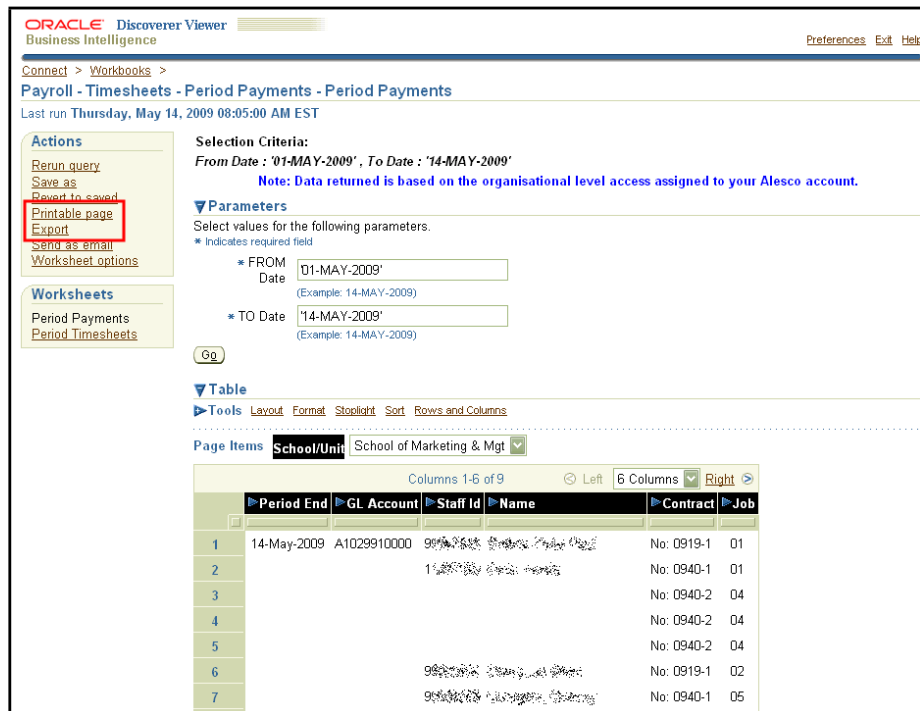 ORACLE Discoverer Viewer
Business Intelligence
Preferences Exit Help
Connect > Workbooks >
Payroll - Timesheets - Period Payments - Period Payments
Last run Thursday, May 14, 2009 08:05:00 AM EST
Actions
Rerun query
Save as
Revert to saved
Printable page
Export
Send as email
Worksheet options
Worksheets
Period Payments
Period Timesheets
Selection Criteria:
From Date : '01-MAY-2009' , To Date : '14-MAY-2009'
Note: Data returned is based on the organisational level access assigned to your Alesco account.
Parameters
Select values for the following parameters.
* Indicates required field
* FROM Date '01-MAY-2009'
(Example: 14-MAY-2009)
* TO Date '14-MAY-2009'
(Example: 14-MAY-2009)
Go
Table
Tools Layout Format Stoplight Sort Rows and Columns
Page Items School/Unit School of Marketing & Mgt
Columns 1-6 of 9 Left 6 Columns Right
Period End GL Account Staff Id Name Contract Job
1 14-May-2009 A1029910000 No: 0919-1 01
2 No: 0940-1 01
3 No: 0940-2 04
4 No: 0940-2 04
5 No: 0940-2 04
6 No: 0919-1 02
7 No: 0940-1 05